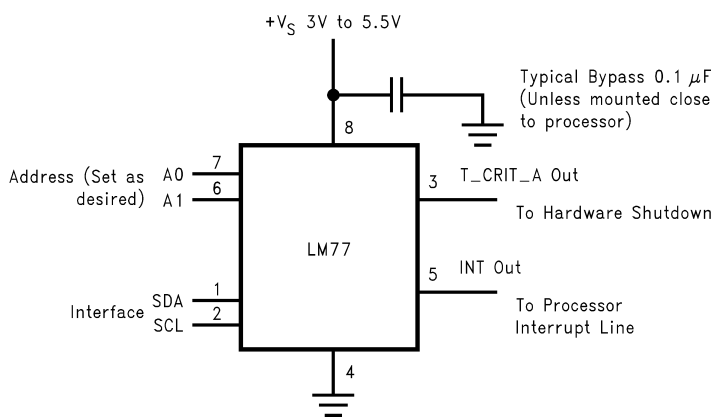 +VS 3V to 5.5V
Typical Bypass 0.1 μF
(Unless mounted close
to processor)
8
Address (Set as
desired)
A0
7
A1
6
3
T_CRIT_A Out
To Hardware Shutdown
LM77
5
INT Out
To Processor
Interrupt Line
Interface
SDA
1
SCL
2
4